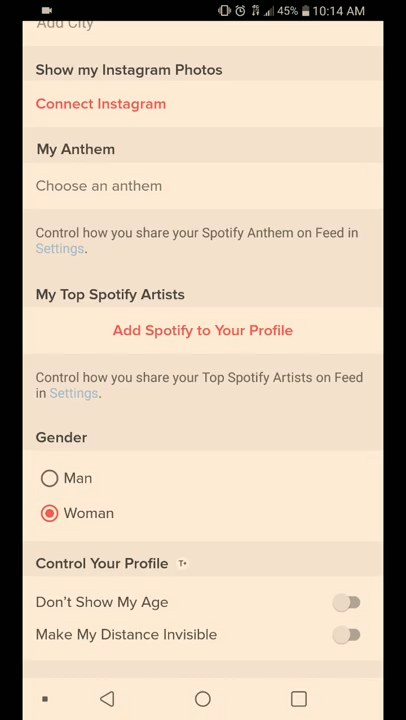 45% 10:14 AM
Add City
Show my Instagram Photos
Connect Instagram
My Anthem
Choose an anthem
Control how you share your Spotify Anthem on Feed in
Settings.
My Top Spotify Artists
Add Spotify to Your Profile
Control how you share your Top Spotify Artists on Feed
in Settings.
Gender
Man
Woman
Control Your Profile T+
Don't Show My Age
Make My Distance Invisible